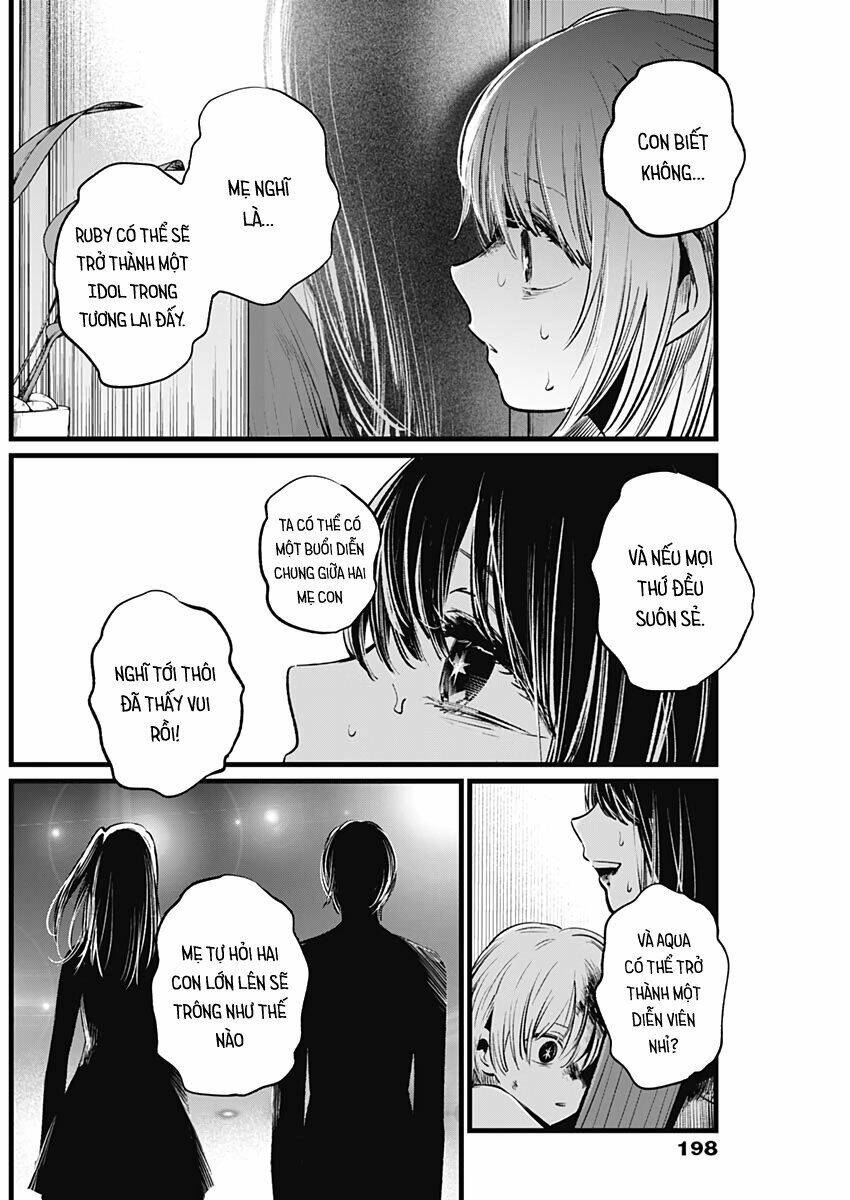 CON BIẾT
KHÔNG...
MẸ NGHĨ
LÀ...
RUBY CÓ THỂ SẼ
TRỞ THÀNH MỘT
IDOL TRONG
TƯƠNG LAI ĐẤY.
VÀ NẾU MỌI
THỨ ĐỀU
SUÔN SẺ.
TA CÓ THỂ CÓ
MỘT BUỔI DIỄN
CHUNG GIỮA HAI
MẸ CON
NGHĨ TỚI THÔI
ĐÃ THẤY VUI
RỒI!
VÀ AQUA
CÓ THỂ TRỞ
THÀNH MỘT
DIỄN VIÊN
NHỈ?
MẸ TỰ HỎI HAI
CON LỚN LÊN SẼ
TRÔNG NHƯ THẾ
NÀO
198